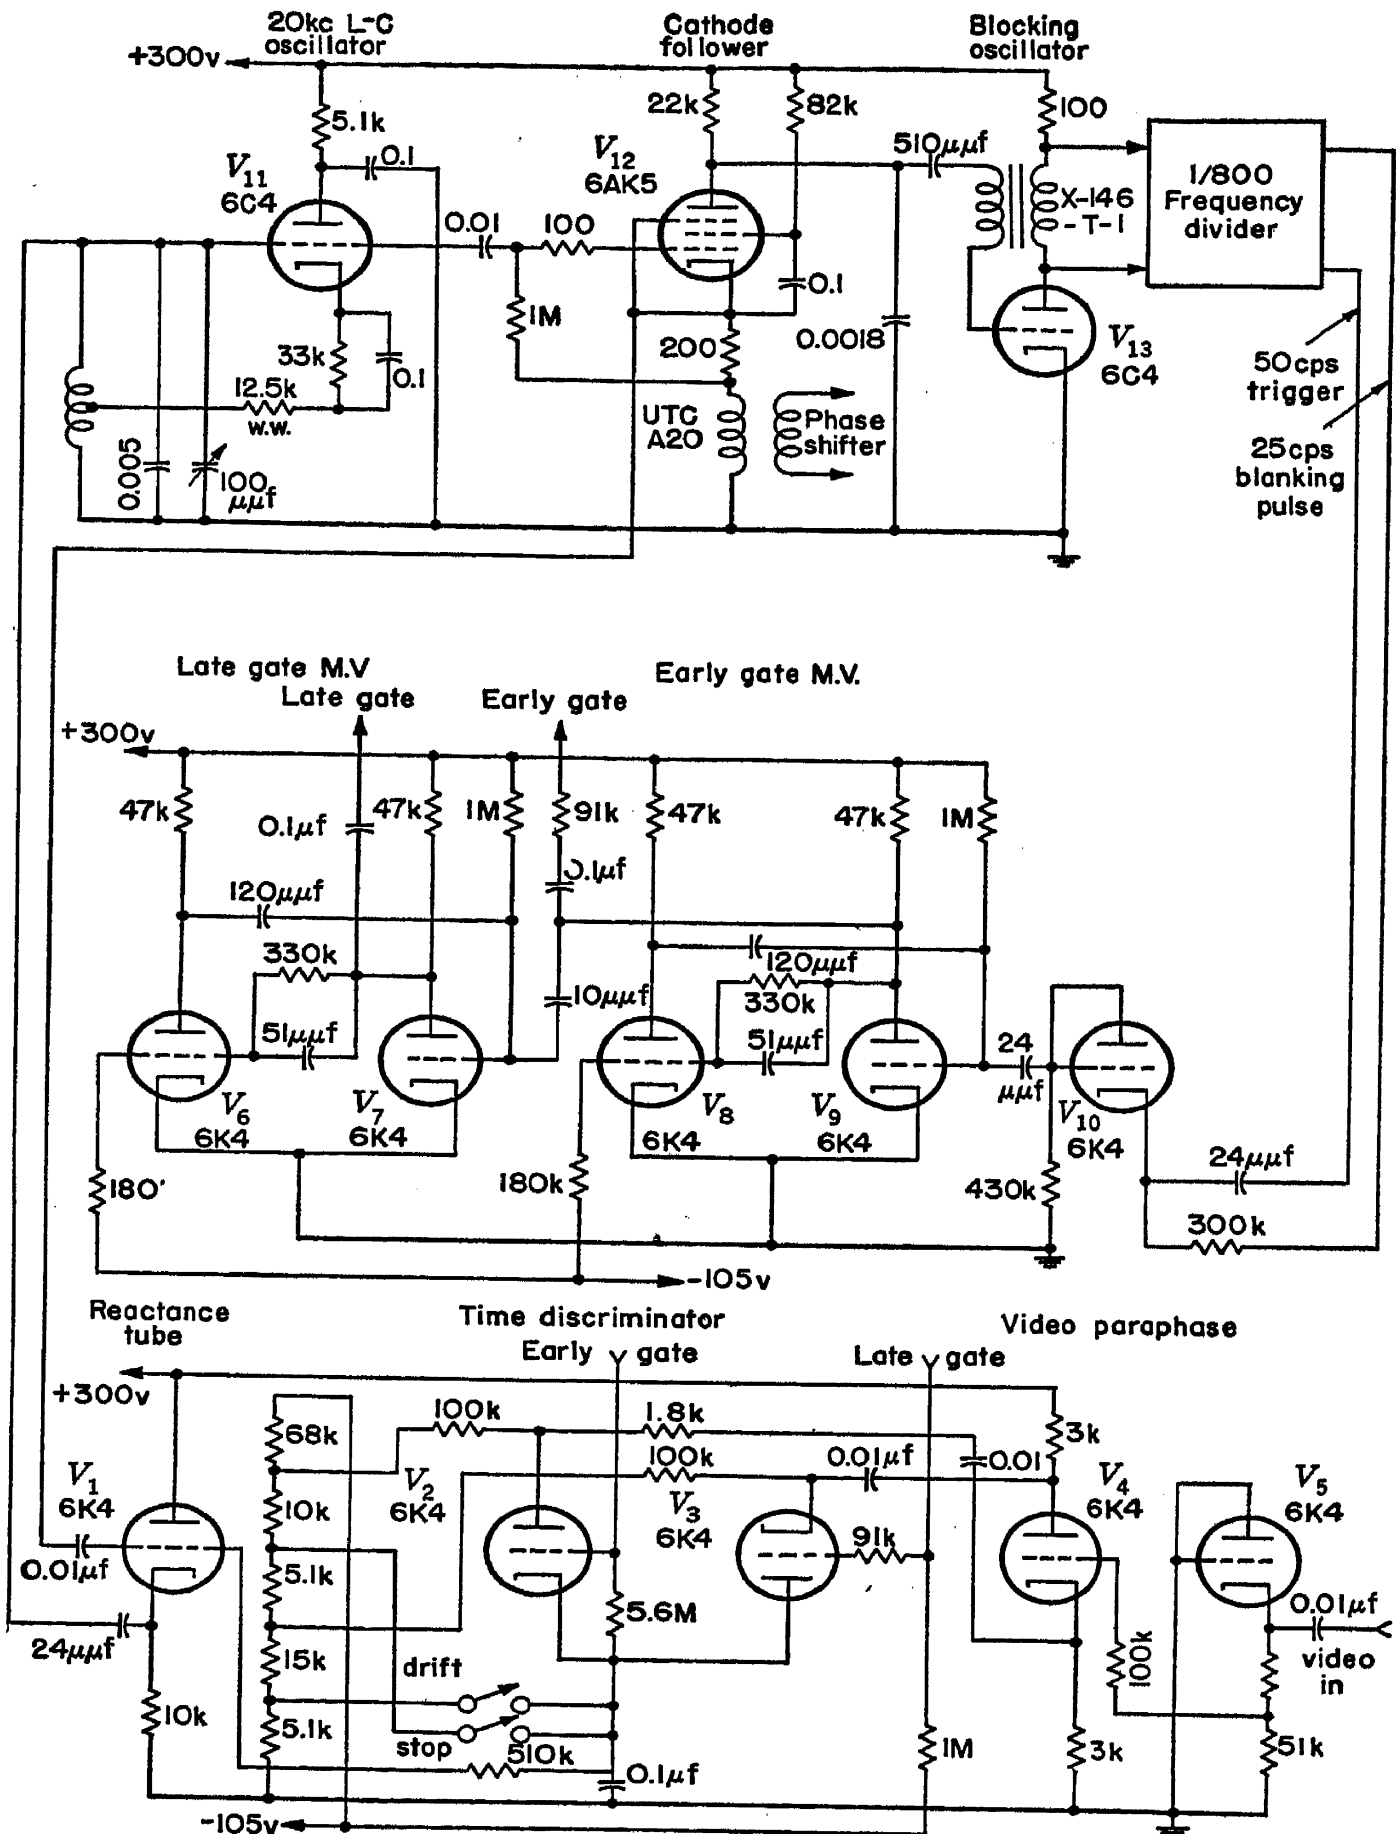 20kc L-C
oscillator
Cathode
follower
Blocking
oscillator
+300v
5.1k
22k
82k
100
0.1
V11
6C4
V12
6AK5
510μμf
1/800
Frequency
divider
X-146
-T-1
0.01
100
0.1
1M
33k
0.1
200
0.0018
V13
6C4
12.5k
w.w.
UTC
A20
Phase
shifter
50cps
trigger
0.005
100
μμf
25cps
blanking
pulse
Late gate M.V
Late gate
Early gate
Early gate M.V.
+300v
47k
0.1μf
47k
1M
91k
47k
47k
1M
0.1μf
120μμf
330k
10μμf
120μμf
330k
51μμf
51μμf
24
μμf
V6
6K4
V7
6K4
V8
6K4
V9
6K4
V10
6K4
180'
180k
430k
24μμf
300k
-105v
Reactance
tube
Time discriminator
Video paraphase
Early gate
Late gate
+300v
68k
100k
1.8k
3k
100k
0.01μf
0.01
V1
6K4
V2
6K4
V3
6K4
V4
6K4
V5
6K4
10k
91k
0.01μf
5.1k
5.6M
0.01μf
24μμf
15k
drift
100k
video
in
10k
5.1k
stop
510k
1M
3k
51k
0.1μf
-105v